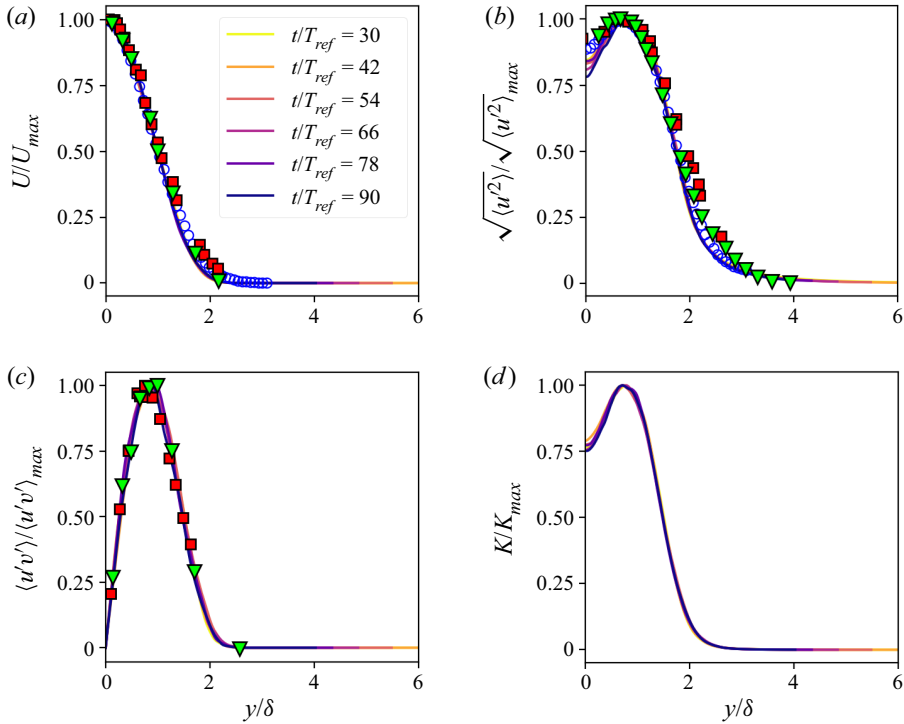 (a)
(b)
1.00
0.75
0.50
0.25
0
U/U_max
0 2 4 6
t/T_ref = 30
t/T_ref = 42
t/T_ref = 54
t/T_ref = 66
t/T_ref = 78
t/T_ref = 90
1.00
0.75
0.50
0.25
0
√⟨u′²⟩/√⟨u′²⟩_max
0 2 4 6
(c)
(d)
1.00
0.75
0.50
0.25
0
⟨u′v′⟩/⟨u′v′⟩_max
0 2 4 6
y/δ
1.00
0.75
0.50
0.25
0
K/K_max
0 2 4 6
y/δ